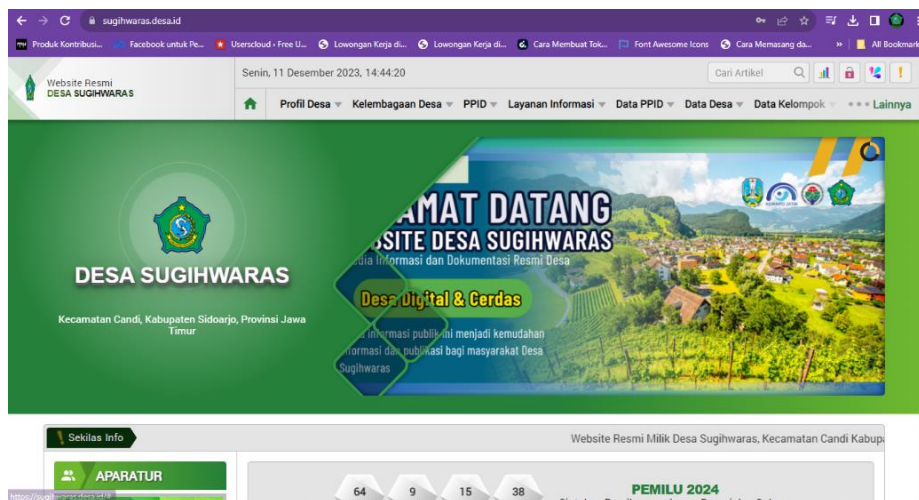 sugihwaras.desa.id
Produk Kontribusi... Facebook untuk Pe... Userscloud - Free U... Lowongan Kerja di... Lowongan Kerja di... Cara Membuat Tok... Font Awesome Icons Cara Memasang da... » All Bookmark
Website Resmi
DESA SUGIHWARAS
Senin, 11 Desember 2023, 14:44:20
Cari Artikel
Profil Desa Kelembagaan Desa PPID Layanan Informasi Data PPID Data Desa Data Kelompok Lainnya
AMAT DATANG
SITE DESA SUGIHWARAS
dia Informasi dan Dokumentasi Resmi Desa
Desa Digital & Cerdas
informasi publik ini menjadi kemudahan
formasi dan publikasi bagi masyarakat Desa
Sugihwaras
DESA SUGIHWARAS
Kecamatan Candi, Kabupaten Sidoarjo, Provinsi Jawa
Timur
Sekilas Info
Website Resmi Milik Desa Sugihwaras, Kecamatan Candi Kabupa
APARATUR
64 9 15 38
PEMILU 2024